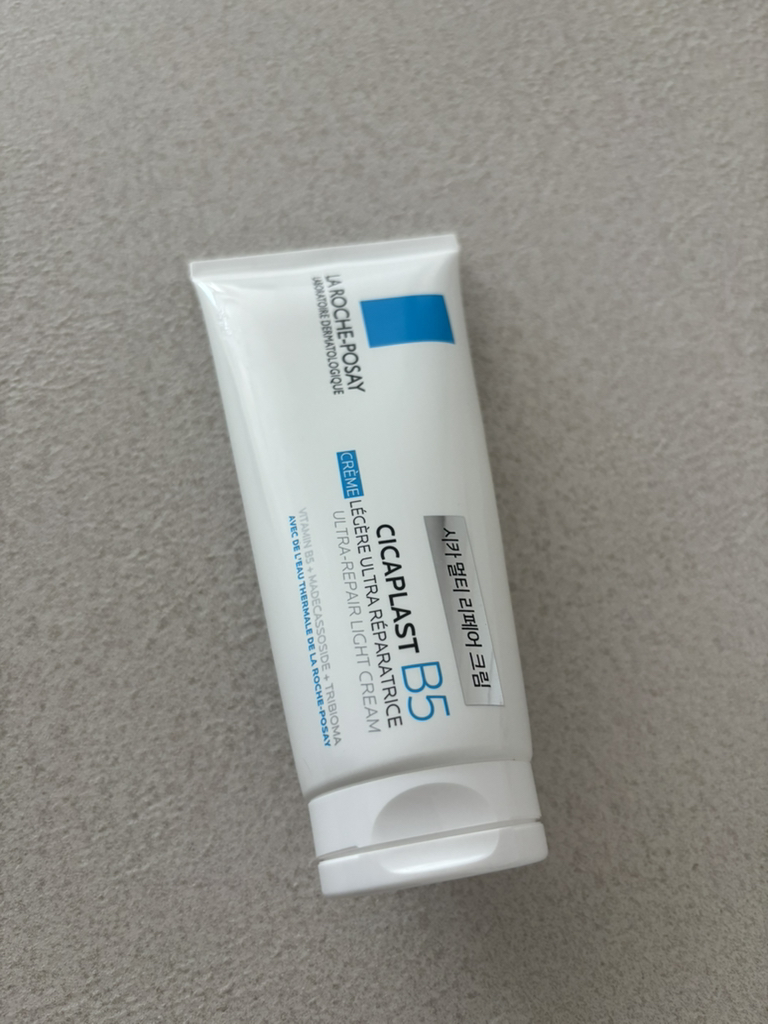 LA ROCHE-POSAY
LABORATOIRE DERMATOLOGIQUE
시카 멀티 리페어 크림
CICAPLAST B5
CRÈME LÉGÈRE ULTRA RÉPARATRICE
ULTRA-REPAIR LIGHT CREAM
VITAMIN B5 + MADECASSOSIDE + TRIBIOMA
AVEC DE L'EAU THERMALE DE LA ROCHE-POSAY